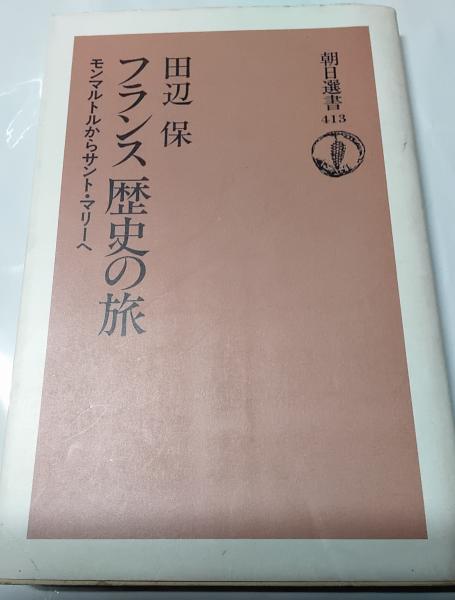 朝日選書
413
田辺 保
フランス歴史の旅
モンマルトルからサント・マリーへ